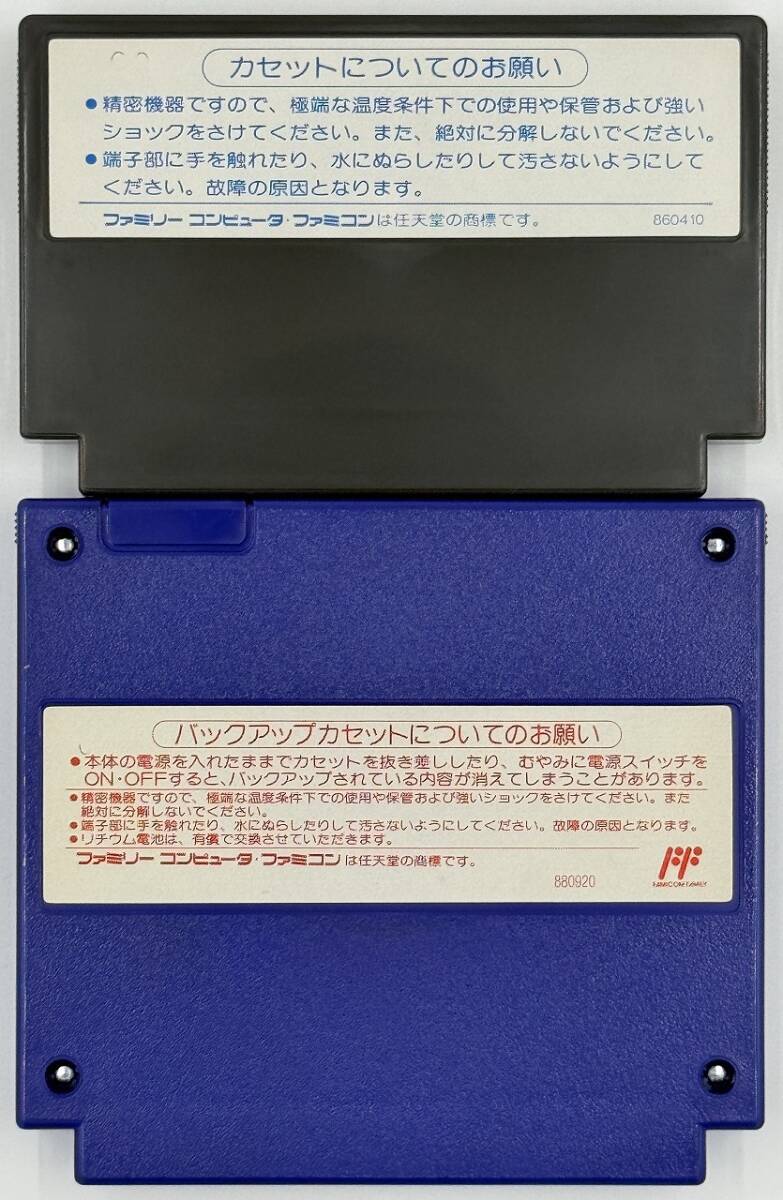 カセットについてのお願い
●精密機器ですので、極端な温度条件下での使用や保管および強い
ショックをさけてください。また、絶対に分解しないでください。
●端子部に手を触れたり、水にぬらしたりして汚さないようにして
ください。故障の原因となります。
ファミリー コンピュータ・ファミコンは任天堂の商標です。 860410
バックアップカセットについてのお願い
●本体の電源を入れたままでカセットを抜き差ししたり、むやみに電源スイッチを
ON・OFFすると、バックアップされている内容が消えてしまうことがあります。
●精密機器ですので、極端な温度条件下での使用や保管および強いショックをさけてください。また
絶対に分解しないでください。
●端子部に手を触れたり、水にぬらしたりして汚さないようにしてください。故障の原因となります。
●リチウム電池は、有償で交換させていただきます。
ファミリー コンピュータ・ファミコンは任天堂の商標です。
880920
FAMICOM FAMILY